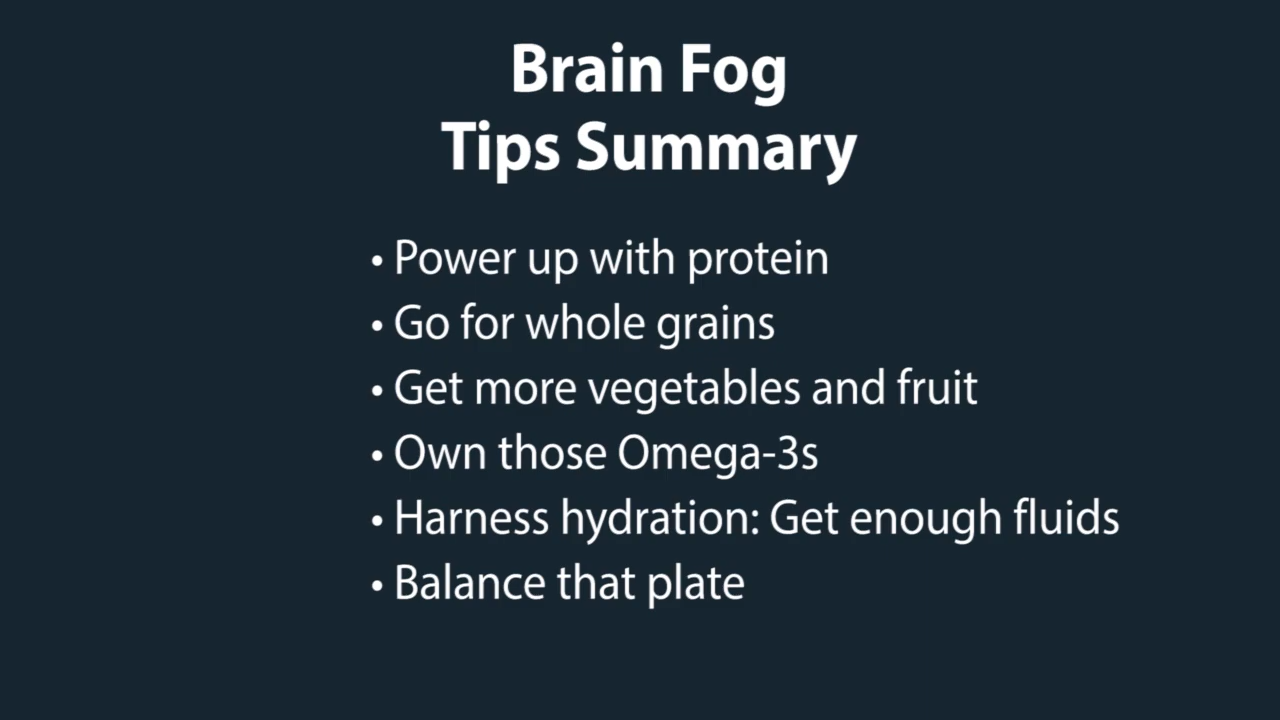 Brain Fog
Tips Summary
• Power up with protein
• Go for whole grains
• Get more vegetables and fruit
• Own those Omega-3s
• Harness hydration: Get enough fluids
• Balance that plate